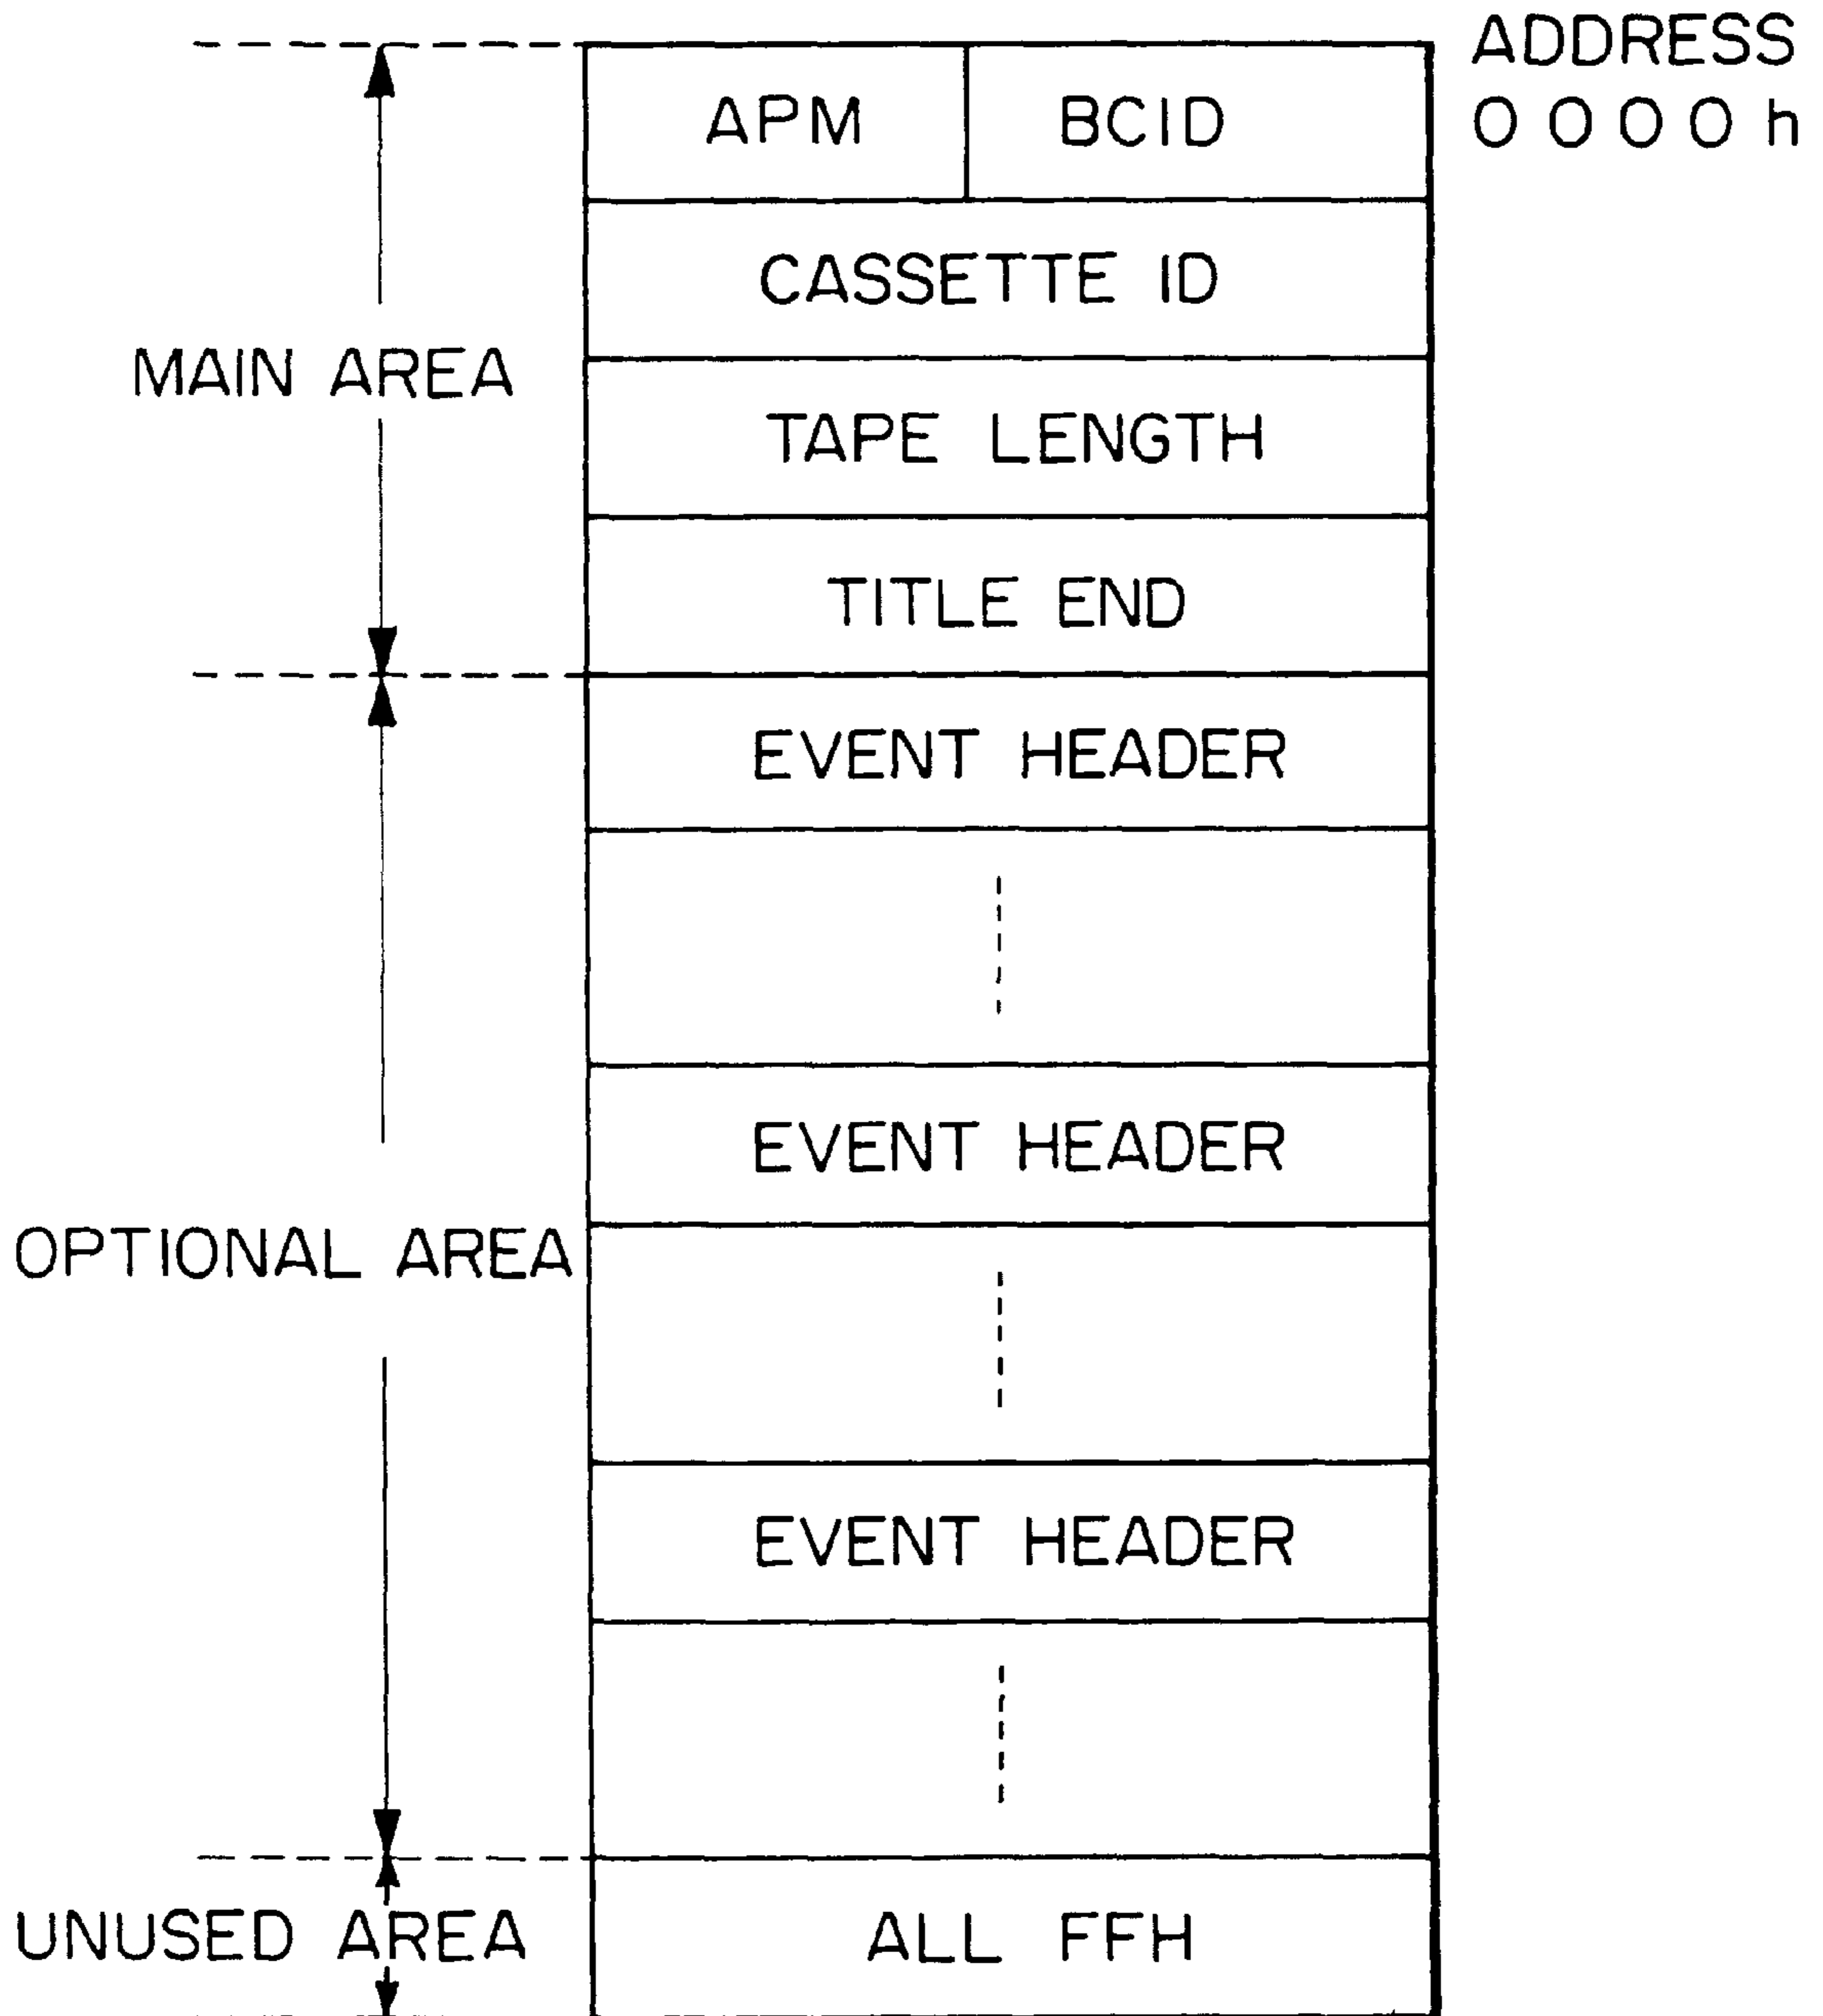 ADDRESS
APM BCID 0000h
CASSETTE ID
MAIN AREA
TAPE LENGTH
TITLE END
EVENT HEADER
EVENT HEADER
OPTIONAL AREA
EVENT HEADER
UNUSED AREA ALL FFH